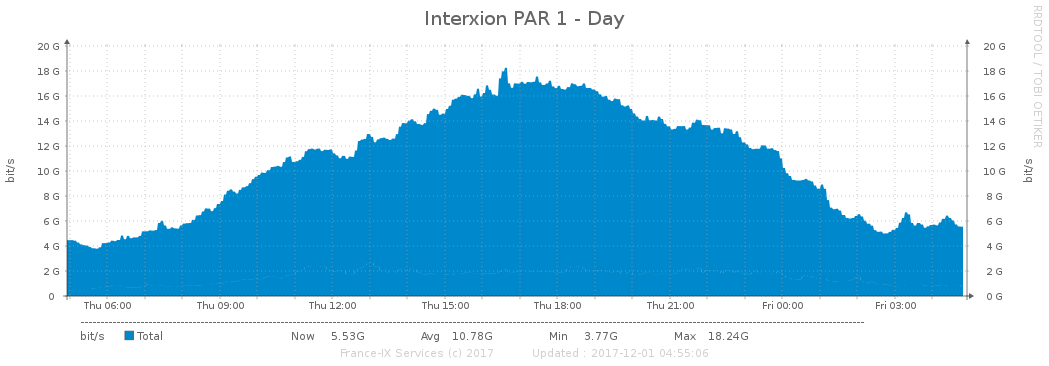 Interxion PAR 1 - Day
RRDTOOL / TOBI OETIKER
bit/s
20 G 20 G
18 G 18 G
16 G 16 G
14 G 14 G
12 G 12 G
10 G 10 G
8 G 8 G
6 G 6 G
4 G 4 G
2 G 2 G
0 0 G
bit/s
Thu 06:00 Thu 09:00 Thu 12:00 Thu 15:00 Thu 18:00 Thu 21:00 Fri 00:00 Fri 03:00
bit/s Total Now 5.53G Avg 10.78G Min 3.77G Max 18.24G
France-IX Services (c) 2017 Updated : 2017-12-01 04:55:06